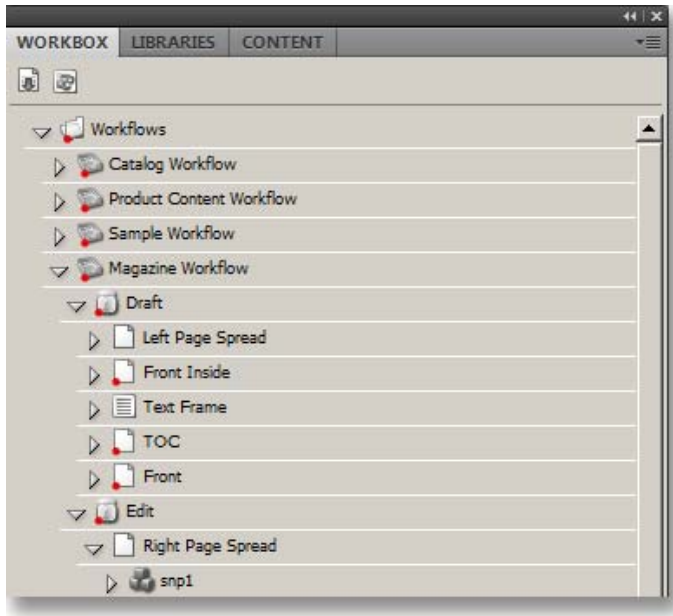 WORKBOX LIBRARIES CONTENT
Workflows
Catalog Workflow
Product Content Workflow
Sample Workflow
Magazine Workflow
Draft
Left Page Spread
Front Inside
Text Frame
TOC
Front
Edit
Right Page Spread
snp1